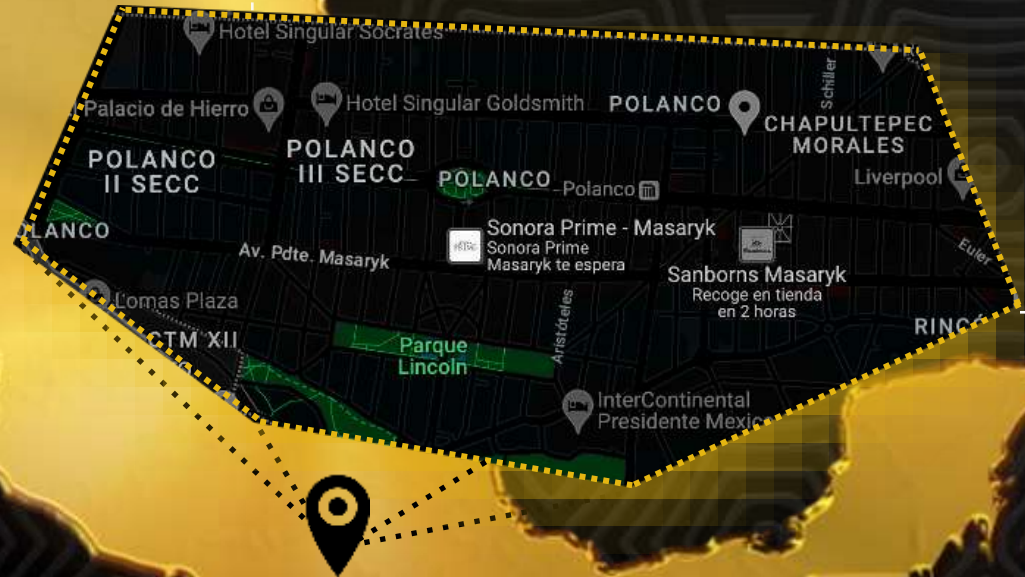 Hotel Singular Socrates
Schiller
Palacio de Hierro
Hotel Singular Goldsmith
POLANCO
CHAPULTEPEC
MORALES
POLANCO
II SECC
POLANCO
III SECC
POLANCO
Polanco
Liverpool
OLANCO
Av. Pdte. Masaryk
Sonora Prime - Masaryk
Sonora Prime
Masaryk te espera
Sanborns Masaryk
Recoge en tienda
en 2 horas
Euler
Lomas Plaza
CTM XII
Aristóteles
RINCÓ
Parque
Lincoln
InterContinental
Presidente Mexico